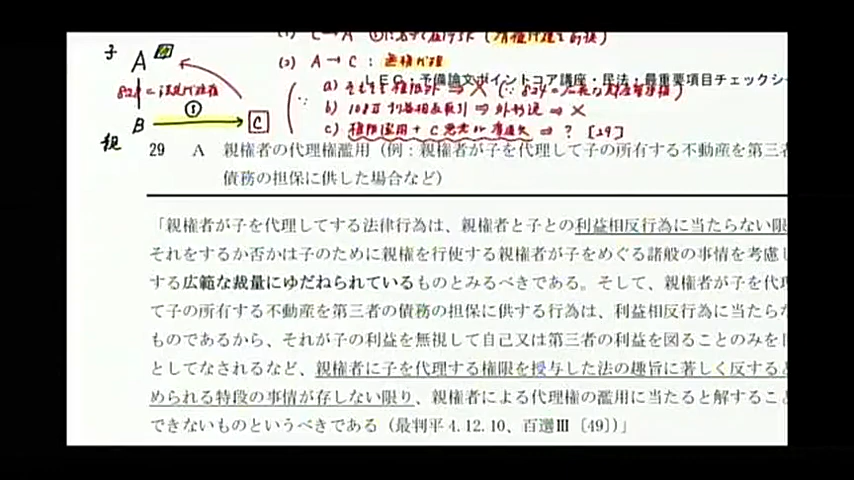 (2) A → C : 無権代理
子 A
LEC・予備論文ポイントコア講座・民法・最重要項目チェックシ
824 = 法定代理権
a) そもそも権限外 ⇒ × (∵ 824
①
b) 108Ⅱ 利益相反取引 ⇒ 外形説 → ×
B C
c) 権限濫用 + C 悪意 or 有過失 ⇒ ? [29]
親
29 A 親権者の代理権濫用（例：親権者が子を代理して子の所有する不動産を第三者
債務の担保に供した場合など）
「親権者が子を代理してする法律行為は、親権者と子との利益相反行為に当たらない限
それをするか否かは子のために親権を行使する親権者が子をめぐる諸般の事情を考慮し
する広範な裁量にゆだねられているものとみるべきである。そして、親権者が子を代理
て子の所有する不動産を第三者の債務の担保に供する行為は、利益相反行為に当たらな
ものであるから、それが子の利益を無視して自己又は第三者の利益を図ることのみを
としてなされるなど、親権者に子を代理する権限を授与した法の趣旨に著しく反すると
められる特段の事情が存しない限り、親権者による代理権の濫用に当たると解するこ
できないものというべきである（最判平 4.12.10、百選Ⅲ［49］）」